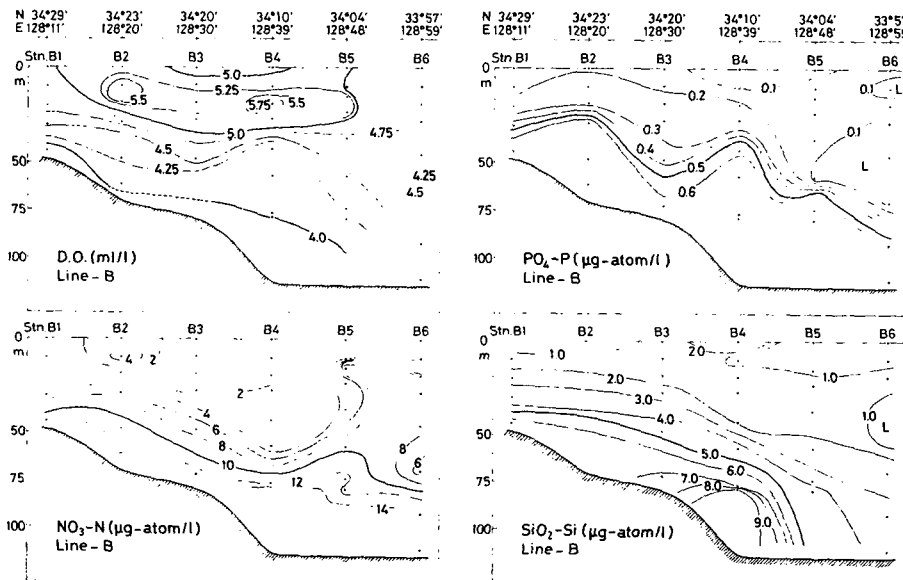 N 34°29' 34°23' 34°20' 34°09' 34°04' 33°57'
E 128°11' 128°20' 128°30' 128°39' 128°48' 128°59'
Stn. B1 B2 B3 B4 B5 B6
0
m
50
75
100
5.0
5.25
5.5
5.75 5.5
5.0
4.75
4.5
4.25
4.25
4.5
4.0
D.O. (ml/l)
Line - B
N 34°29' 34°23' 34°20' 34°09' 34°04' 33°5
E 128°11' 128°20' 128°30' 128°39' 128°48' 128°59
Stn B1 B2 B3 B4 B5 B6
0
m
50
75
100
0.1
0.1
L
0.2
0.1
0.3
0.4
0.5
L
0.6
PO₄-P (µg-atom/l)
Line - B
Stn B1 B2 B3 B4 B5 B6
0
m
50
75
100
4 2
2
4
6
8
8
10
6
12
14
NO₃-N (µg-atom/l)
Line - B
Stn. B1 B2 B3 B4 B5 B6
0
m
50
75
100
2.0
1.0
1.0
2.0
3.0
1.0
4.0
L
5.0
6.0
7.0
8.0
9.0
SiO₂-Si (µg-atom/l)
Line - B